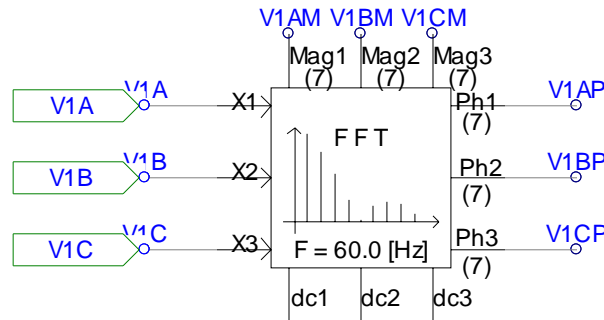 V1AM V1BM V1CM
Mag1 Mag2 Mag3
(7) (7) (7)
V1A V1A X1 Ph1 V1AP
(7)
F F T
V1B V1B X2 Ph2 V1BP
(7)
V1C V1C X3 Ph3 V1CP
F = 60.0 [Hz] (7)
dc1 dc2 dc3